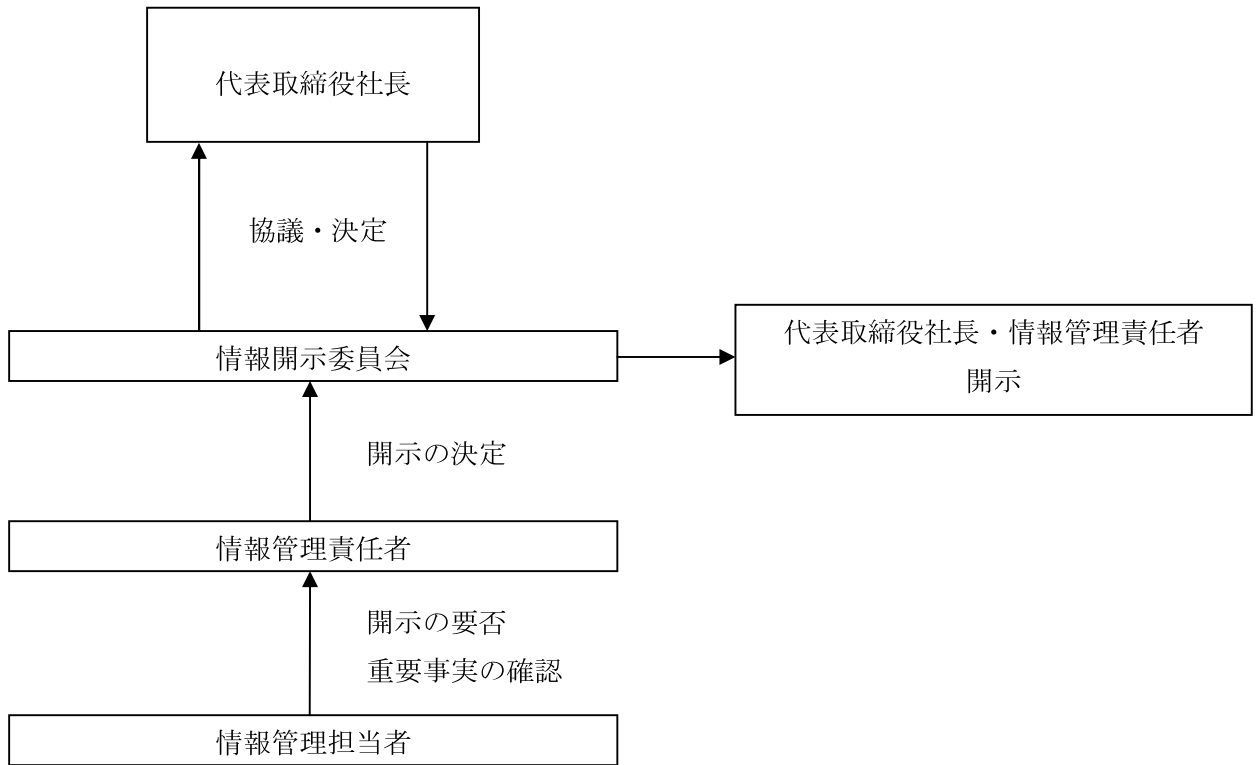 代表取締役社長
協議・決定
情報開示委員会
代表取締役社長・情報管理責任者
開示
開示の決定
情報管理責任者
開示の要否
重要事実の確認
情報管理担当者